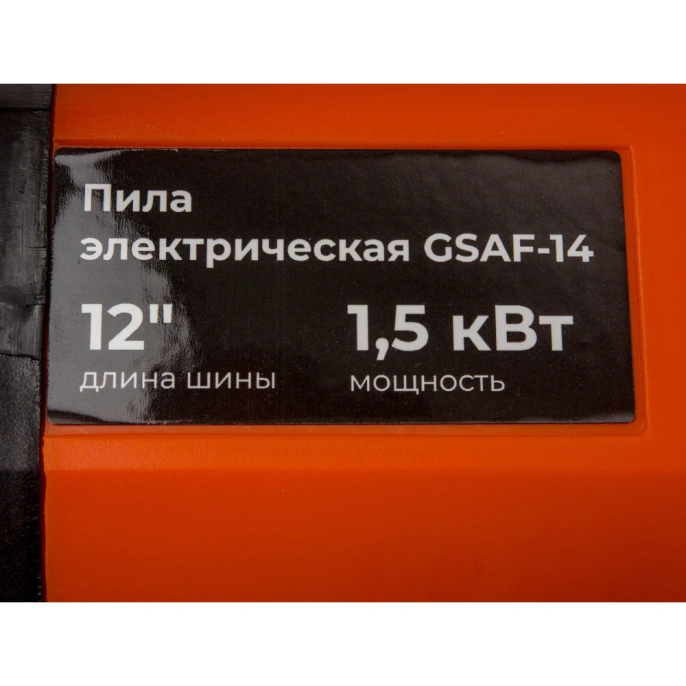 Пила
электрическая GSAF-14
12" 1,5 кВт
длина шины мощность